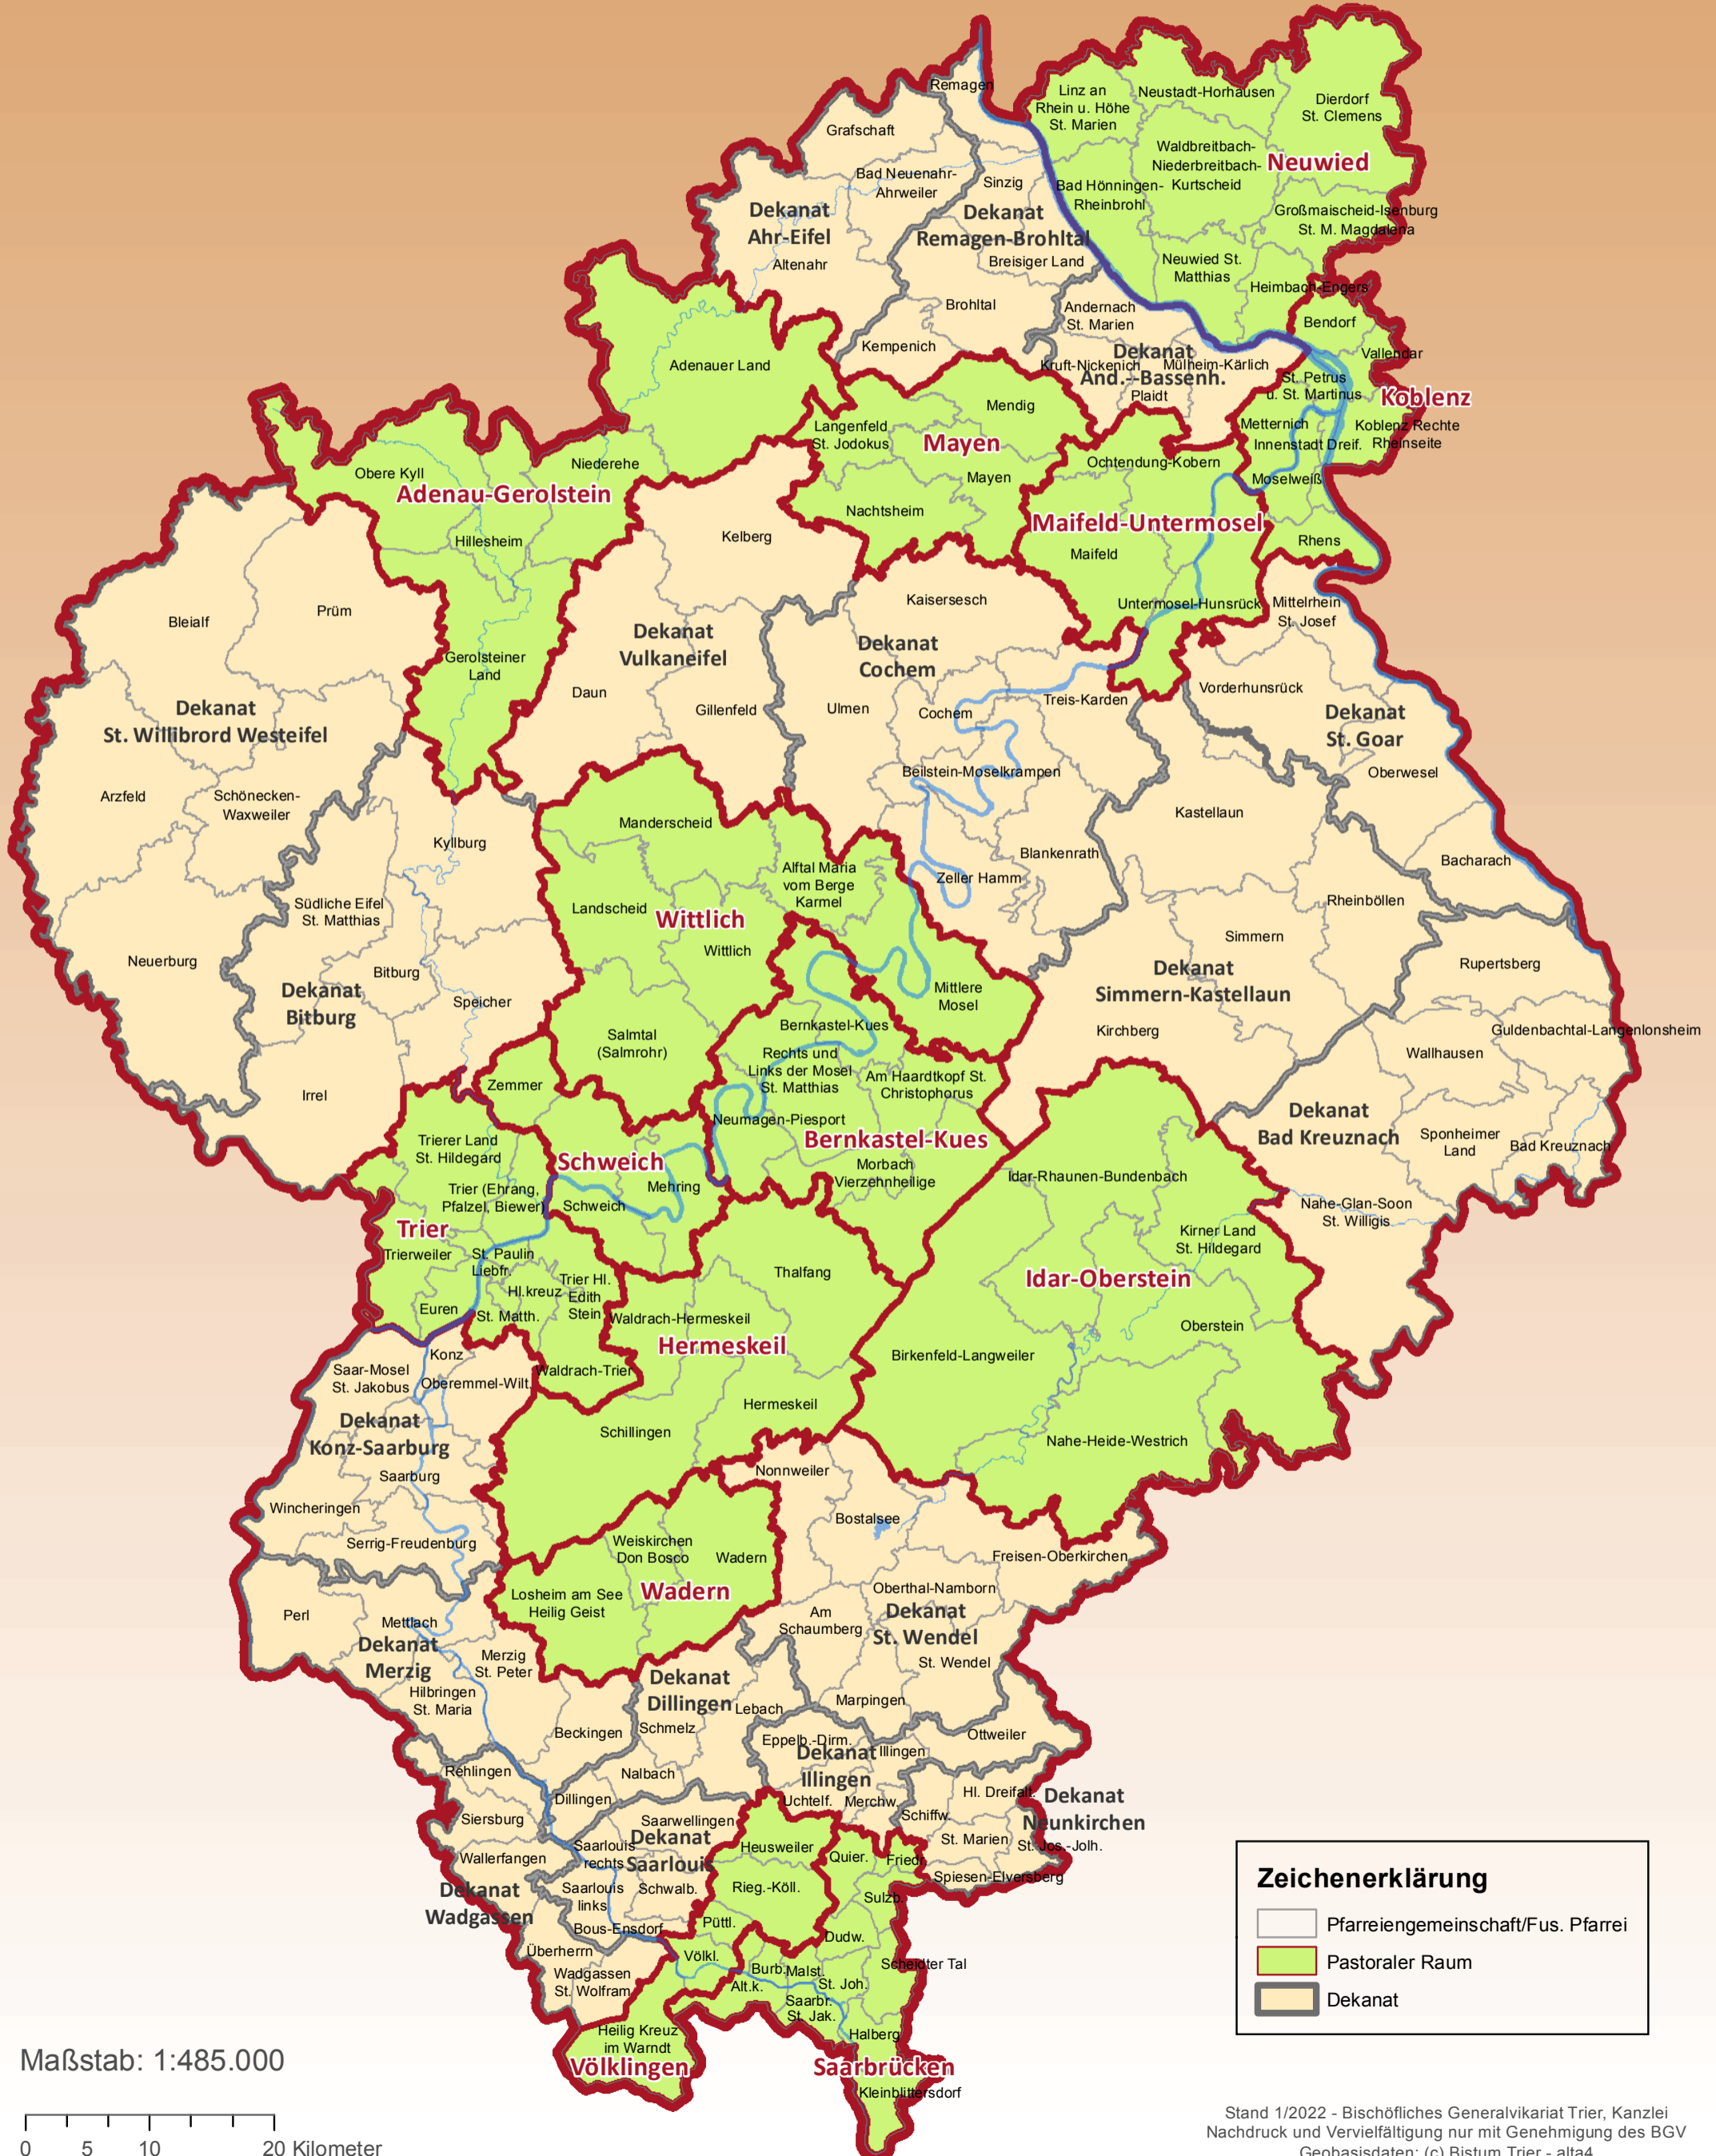 Remagen
Grafschaft
Bad Neuenahr-
Ahrweiler
Sinzig
Dekanat
Ahr-Eifel
Altenahr
Dekanat
Remagen-Brohltal
Breisiger Land
Brohltal
Kempenich
Linz an
Rhein u. Höhe
St. Marien
Neustadt-Horhausen
Dierdorf
St. Clemens
Waldbreitbach-
Niederbreitbach-
Kurtscheid
Neuwied
Bad Hönningen-
Rheinbrohl
Großmaischeid-Isenburg
St. M. Magdalena
Neuwied St.
Matthias
Heimbach-Engers
Andernach
St. Marien
Dekanat
And.-Bassenh.
Kruft-Nickenich
Mülheim-Kärlich
Plaidt
Bendorf
Vallendar
St. Petrus
u. St. Martinus
Koblenz
Metternich
Koblenz Rechte
Rheinseite
Innenstadt Dreif.
Moselweiß
Rhens
Adenauer Land
Obere Kyll
Niederehe
Adenau-Gerolstein
Hillesheim
Gerolsteiner
Land
Langenfeld
St. Jodokus
Mendig
Mayen
Mayen
Nachtsheim
Ochtendung-Kobern
Maifeld-Untermosel
Maifeld
Untermosel-Hunsrück
Kelberg
Dekanat
Vulkaneifel
Daun
Gillenfeld
Kaisersesch
Dekanat
Cochem
Ulmen
Cochem
Treis-Karden
Beilstein-Moselkrampen
Blankenrath
Zeller Hamm
Mittelrhein
St. Josef
Vorderhunsrück
Dekanat
St. Goar
Oberwesel
Bacharach
Bleialf
Prüm
Dekanat
St. Willibrord Westeifel
Arzfeld
Schönecken-
Waxweiler
Neuerburg
Kyllburg
Südliche Eifel
St. Matthias
Bitburg
Dekanat
Bitburg
Speicher
Irrel
Manderscheid
Alftal Maria
vom Berge
Karmel
Landscheid
Wittlich
Wittlich
Salmtal
(Salmrohr)
Mittlere
Mosel
Kastellaun
Rheinböllen
Simmern
Dekanat
Simmern-Kastellaun
Kirchberg
Rupertsberg
Guldenbachtal-Langenlonsheim
Wallhausen
Dekanat
Bad Kreuznach
Sponheimer
Land
Bad Kreuznach
Nahe-Glan-Soon
St. Willigis
Bernkastel-Kues
Rechts und
Links der Mosel
St. Matthias
Am Haardtkopf St.
Christophorus
Neumagen-Piesport
Bernkastel-Kues
Morbach
Vierzehnheilige
Zemmer
Schweich
Mehring
Schweich
Trierer Land
St. Hildegard
Trier (Ehrang,
Pfalzel, Biewer)
Trier
Trierweiler
St. Paulin
Liebfr.
Trier Hl.
Edith
Stein
Hl.kreuz
Euren
St. Matth.
Waldrach-Trier
Thalfang
Waldrach-Hermeskeil
Hermeskeil
Hermeskeil
Schillingen
Idar-Rhaunen-Bundenbach
Kirner Land
St. Hildegard
Idar-Oberstein
Oberstein
Birkenfeld-Langweiler
Nahe-Heide-Westrich
Konz
Saar-Mosel
St. Jakobus
Oberemmel-Wilt.
Dekanat
Konz-Saarburg
Saarburg
Wincheringen
Serrig-Freudenburg
Nonnweiler
Bostalsee
Freisen-Oberkirchen
Oberthal-Namborn
Dekanat
St. Wendel
Am
Schaumberg
St. Wendel
Marpingen
Weiskirchen
Don Bosco
Wadern
Losheim am See
Heilig Geist
Wadern
Perl
Mettlach
Dekanat
Merzig
Merzig
St. Peter
Hilbringen
St. Maria
Beckingen
Dekanat
Dillingen
Lebach
Schmelz
Nalbach
Dillingen
Rehlingen
Siersburg
Wallerfangen
Eppelb.-Dirm.
Dekanat
Illingen
Illingen
Uchtelf.
Merchw.
Ottweiler
Hl. Dreifalt.
Dekanat
Neunkirchen
Schiffw.
St. Marien
St. Jos.-Joh.
Spiesen-Elversberg
Saarwellingen
Saarlouis
rechts
Dekanat
Saarlouis
Saarlouis
links
Schwalb.
Bous-Ensdorf
Dekanat
Wadgassen
Überherrn
Wadgassen
St. Wolfram
Heusweiler
Rieg.-Köll.
Püttl.
Völkl.
Heilig Kreuz
im Warndt
Völklingen
Quier.
Friedr.
Sulzb.
Dudw.
Scheidter Tal
Burb.
Malst.
St. Joh.
Alt.k.
Saarbr.
St. Jak.
Halberg
Saarbrücken
Kleinblittersdorf
Zeichenerklärung
Pfarreiengemeinschaft/Fus. Pfarrei
Pastoraler Raum
Dekanat
Maßstab: 1:485.000
0 5 10 20 Kilometer
Stand 1/2022 - Bischöfliches Generalvikariat Trier, Kanzlei
Nachdruck und Vervielfältigung nur mit Genehmigung des BGV
Geobasisdaten: (c) Bistum Trier - alta4